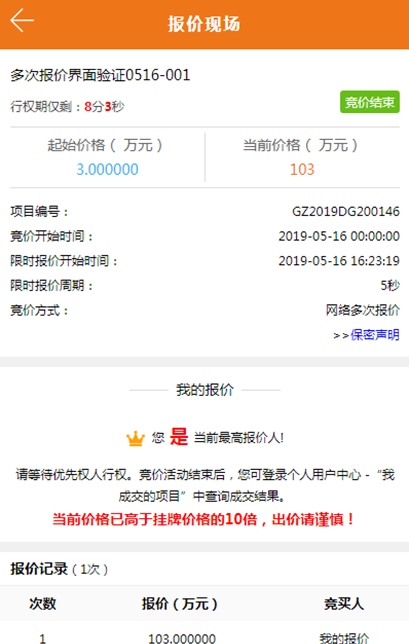 报价现场
多次报价界面验证0516-001
行权期仅剩：8分3秒
竞价结束
起始价格（ 万元 ） 当前价格（ 万元 ）
3.000000 103
项目编号： GZ2019DG200146
竞价开始时间： 2019-05-16 00:00:00
限时报价开始时间： 2019-05-16 16:23:19
限时报价周期： 5秒
竞价方式： 网络多次报价
>>保密声明
我的报价
您 是 当前最高报价人!
请等待优先权人行权。竞价活动结束后，您可登录个人用户中心 -“我
成交的项目”中查询成交结果。
当前价格已高于挂牌价格的10倍，出价请谨慎！
报价记录（1次）
次数 报价（万元） 竞买人
1 103.000000 我的报价